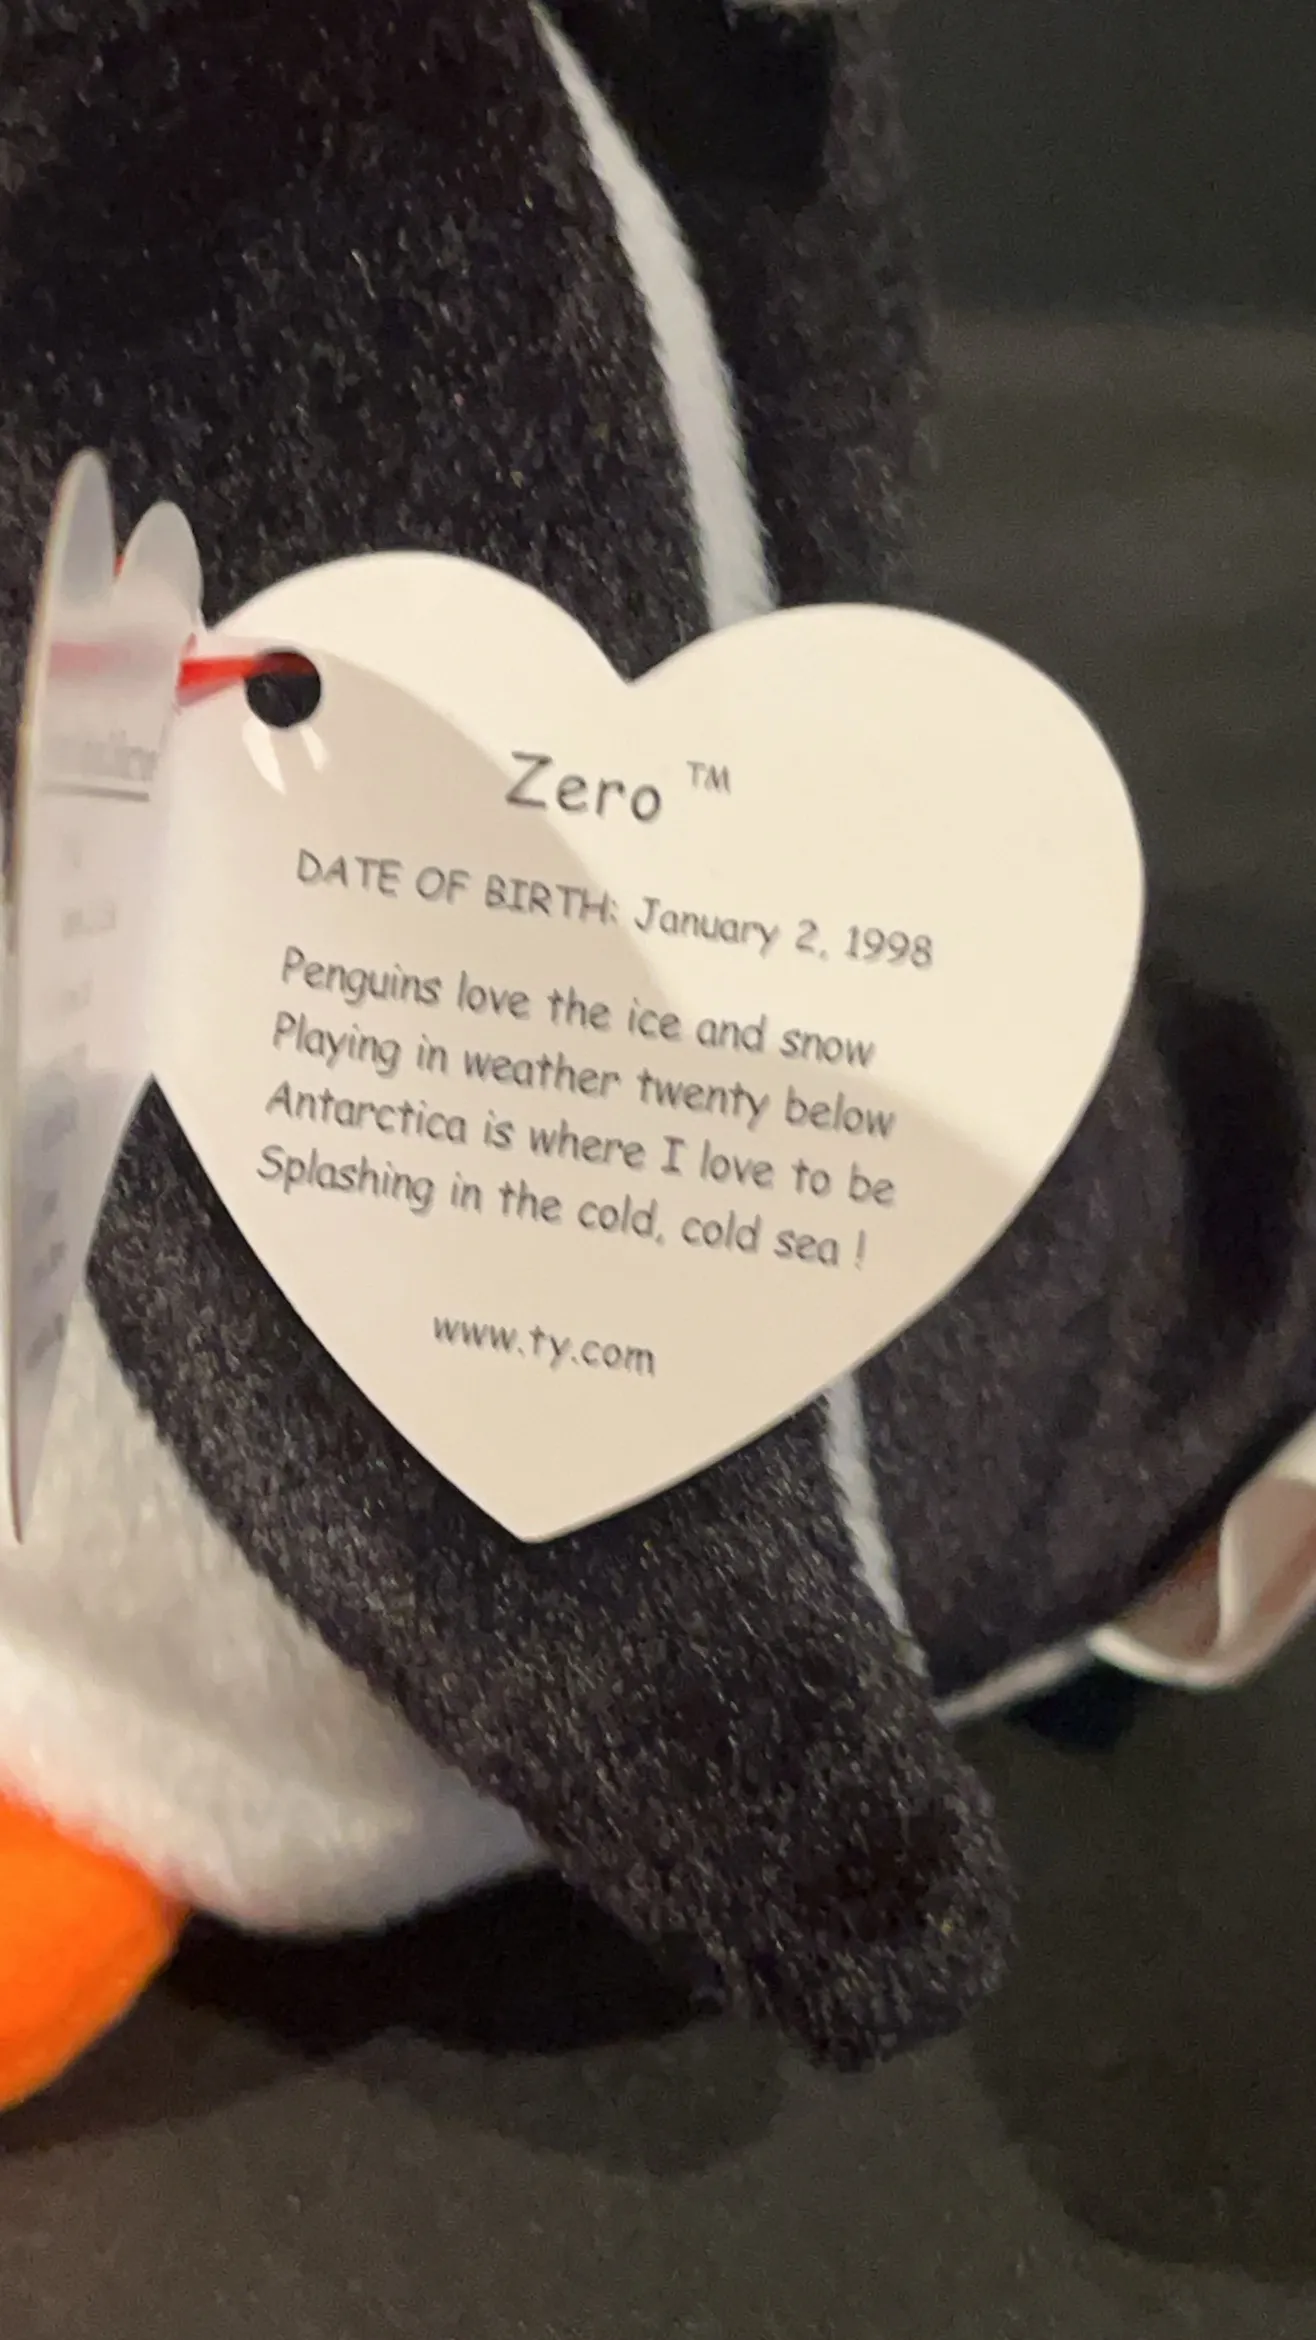 Zero ™
DATE OF BIRTH: January 2, 1998
Penguins love the ice and snow
Playing in weather twenty below
Antarctica is where I love to be
Splashing in the cold, cold sea !
www.ty.com